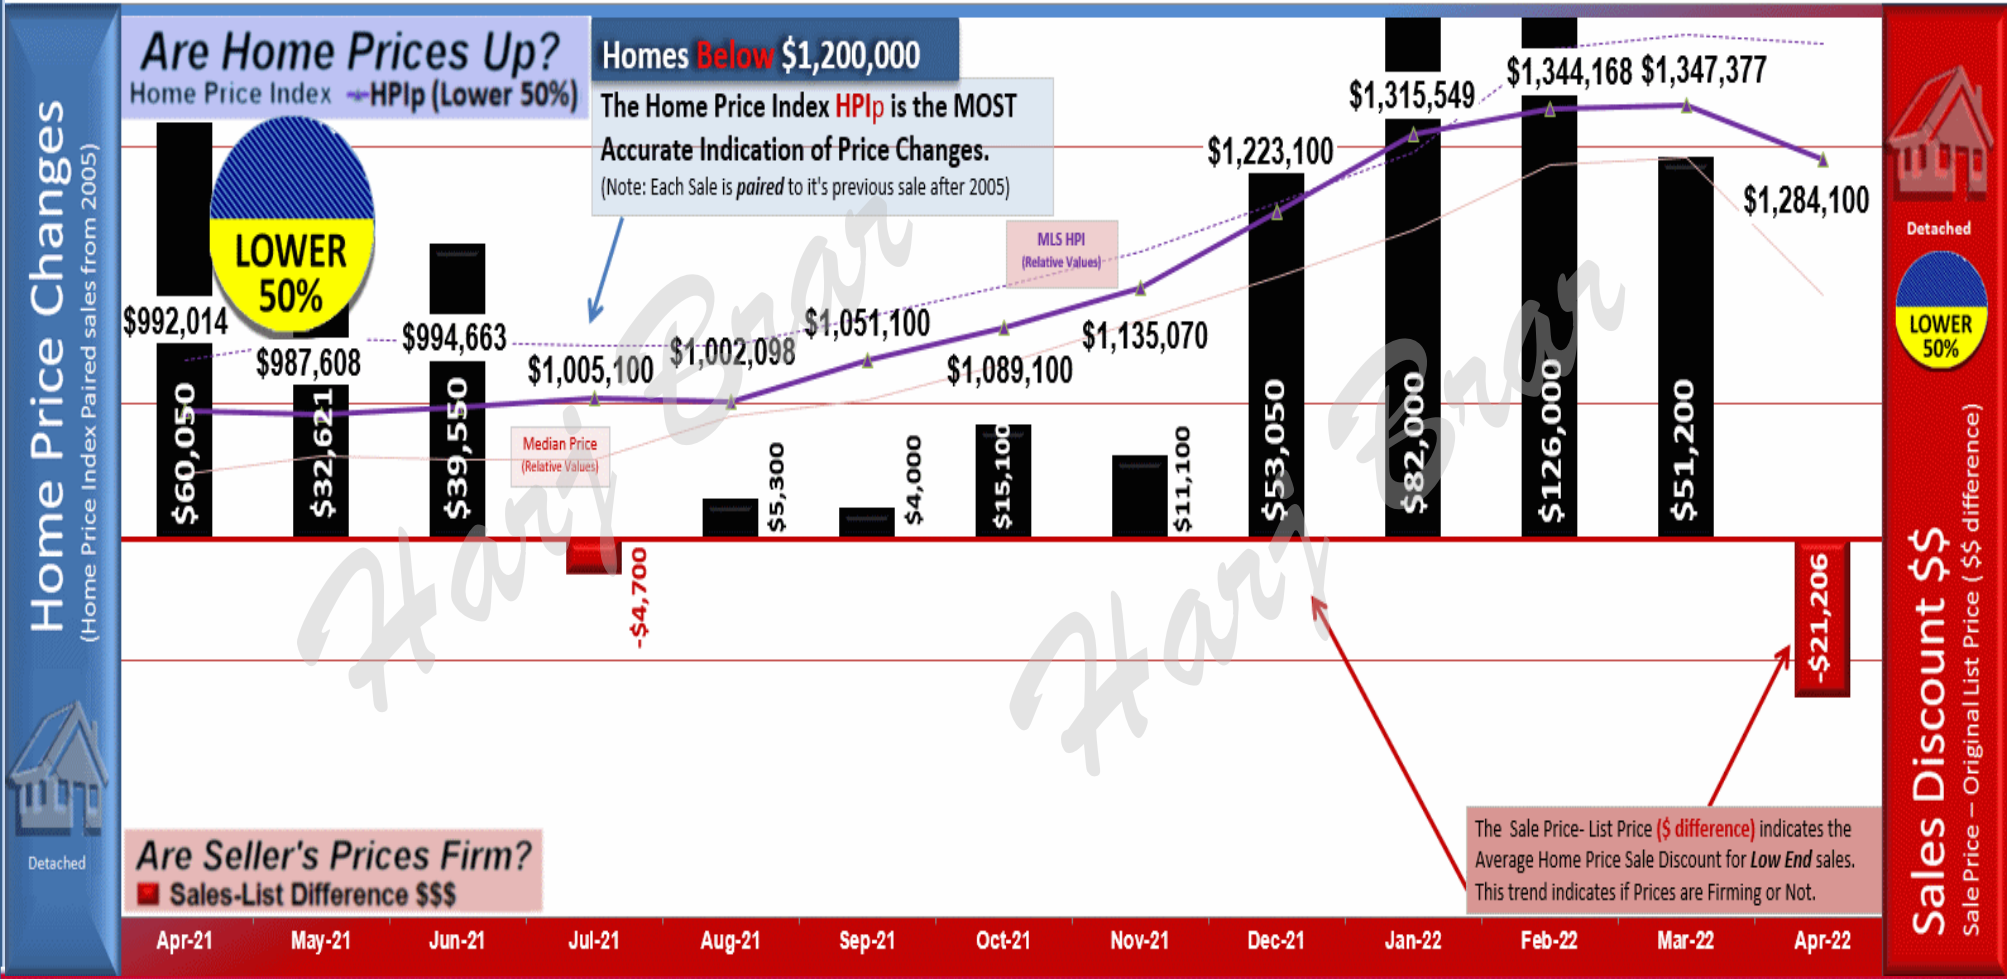 Home Price Changes
(Home Price Index Paired sales from 2005)
Detached
Are Home Prices Up?
Home Price Index HPIp (Lower 50%)
Homes Below $1,200,000
The Home Price Index HPIp is the MOST
Accurate Indication of Price Changes.
(Note: Each Sale is paired to it's previous sale after 2005)
LOWER
50%
MLS HPI
(Relative Values)
Median Price
(Relative Values)
$992,014
$987,608
$994,663
$1,005,100
$1,002,098
$1,051,100
$1,089,100
$1,135,070
$1,223,100
$1,315,549
$1,344,168
$1,347,377
$1,284,100
$60,050
$32,621
$39,550
-$4,700
$5,300
$4,000
$15,100
$11,100
$53,050
$82,000
$126,000
$51,200
-$21,206
Harj Brar
Harj Brar
The Sale Price- List Price ($ difference) indicates the
Average Home Price Sale Discount for Low End sales.
This trend indicates if Prices are Firming or Not.
Are Seller's Prices Firm?
Sales-List Difference $$$
Apr-21 May-21 Jun-21 Jul-21 Aug-21 Sep-21 Oct-21 Nov-21 Dec-21 Jan-22 Feb-22 Mar-22 Apr-22
Detached
LOWER
50%
Sales Discount $$
Sale Price – Original List Price ( $$ difference)